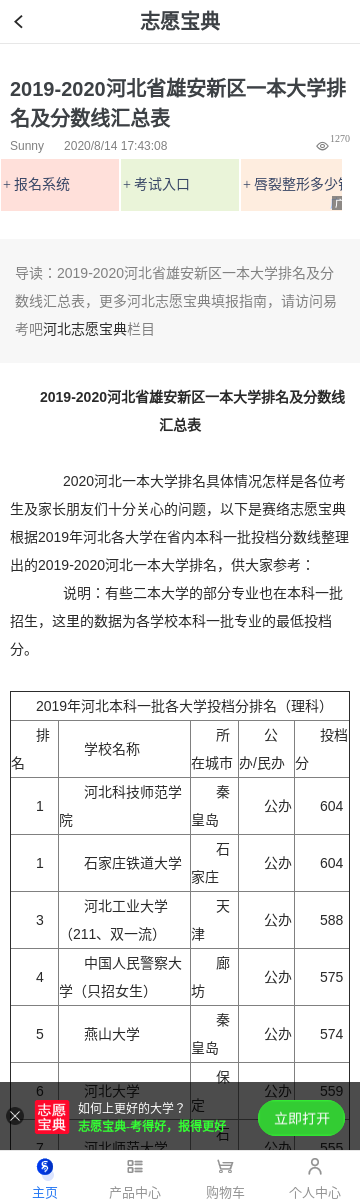 志愿宝典
2019-2020河北省雄安新区一本大学排
名及分数线汇总表
Sunny 2020/8/14 17:43:08 1270
+ 报名系统 + 考试入口 + 唇裂整形多少钱
导读：2019-2020河北省雄安新区一本大学排名及分
数线汇总表，更多河北志愿宝典填报指南，请访问易
考吧河北志愿宝典栏目
2019-2020河北省雄安新区一本大学排名及分数线
汇总表
2020河北一本大学排名具体情况怎样是各位考
生及家长朋友们十分关心的问题，以下是赛络志愿宝典
根据2019年河北各大学在省内本科一批投档分数线整理
出的2019-2020河北一本大学排名，供大家参考：
说明：有些二本大学的部分专业也在本科一批
招生，这里的数据为各学校本科一批专业的最低投档
分。
2019年河北本科一批各大学投档分排名（理科）
排名 学校名称 所在城市 公办/民办 投档分
1 河北科技师范学院 秦皇岛 公办 604
1 石家庄铁道大学 石家庄 公办 604
3 河北工业大学（211、双一流） 天津 公办 588
4 中国人民警察大学（只招女生） 廊坊 公办 575
5 燕山大学 秦皇岛 公办 574
6 河北大学 保定 公办 559
7 河北师范大学 石 公办 555
志愿宝典
如何上更好的大学？
志愿宝典-考得好，报得更好
立即打开
主页 产品中心 购物车 个人中心